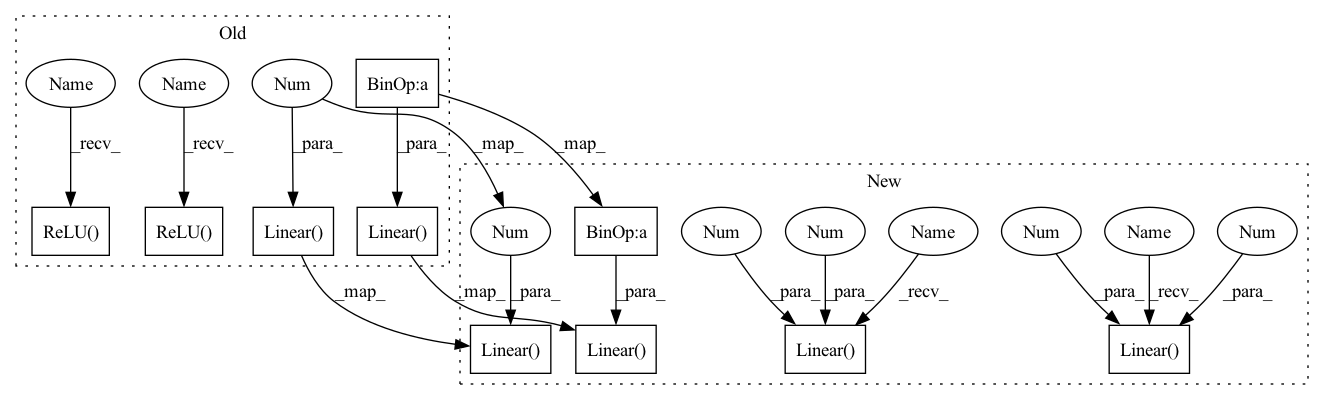 Old
Name Name Num BinOp:a
_recv_ _recv_ _para_ _para_ _map_ _map_
New
ReLU() ReLU() Linear() Linear() Num BinOp:a Num Num Name Num Name Num
_map_ _map_ _para_ _para_ _para_ _para_ _recv_ _para_ _recv_ _para_
Linear() Linear() Linear() Linear()